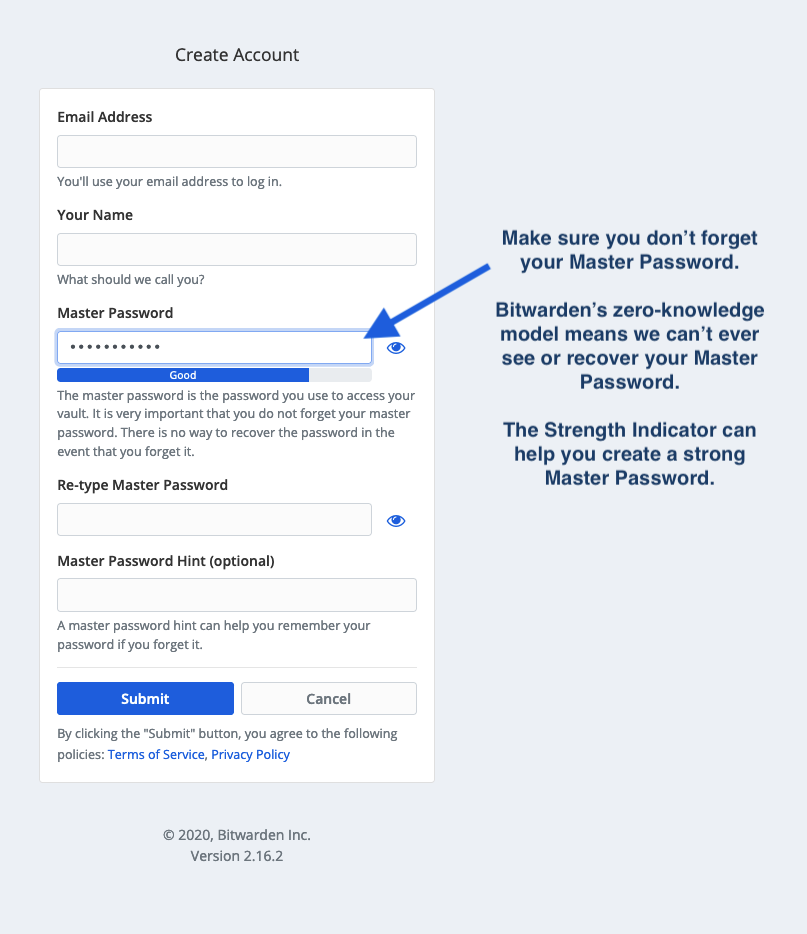 Create Account
Email Address
You'll use your email address to log in.
Your Name
What should we call you?
Master Password
•••••••••••
Good
The master password is the password you use to access your
vault. It is very important that you do not forget your master
password. There is no way to recover the password in the
event that you forget it.
Re-type Master Password
Master Password Hint (optional)
A master password hint can help you remember your
password if you forget it.
Submit
Cancel
By clicking the "Submit" button, you agree to the following
policies: Terms of Service, Privacy Policy
© 2020, Bitwarden Inc.
Version 2.16.2
Make sure you don’t forget
your Master Password.
Bitwarden’s zero-knowledge
model means we can’t ever
see or recover your Master
Password.
The Strength Indicator can
help you create a strong
Master Password.